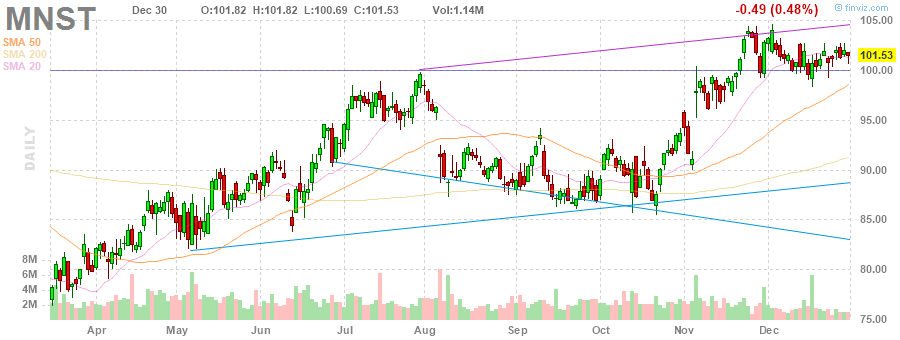 MNST Dec 30 O:101.82 H:101.82 L:100.69 C:101.53 Vol:1.14M -0.49 (0.48%) © finviz.com
SMA 50
SMA 200
SMA 20
105.00
101.53
100.00
95.00
90.00
85.00
80.00
75.00
DAILY
8M
6M
4M
2M
Apr May Jun Jul Aug Sep Oct Nov Dec